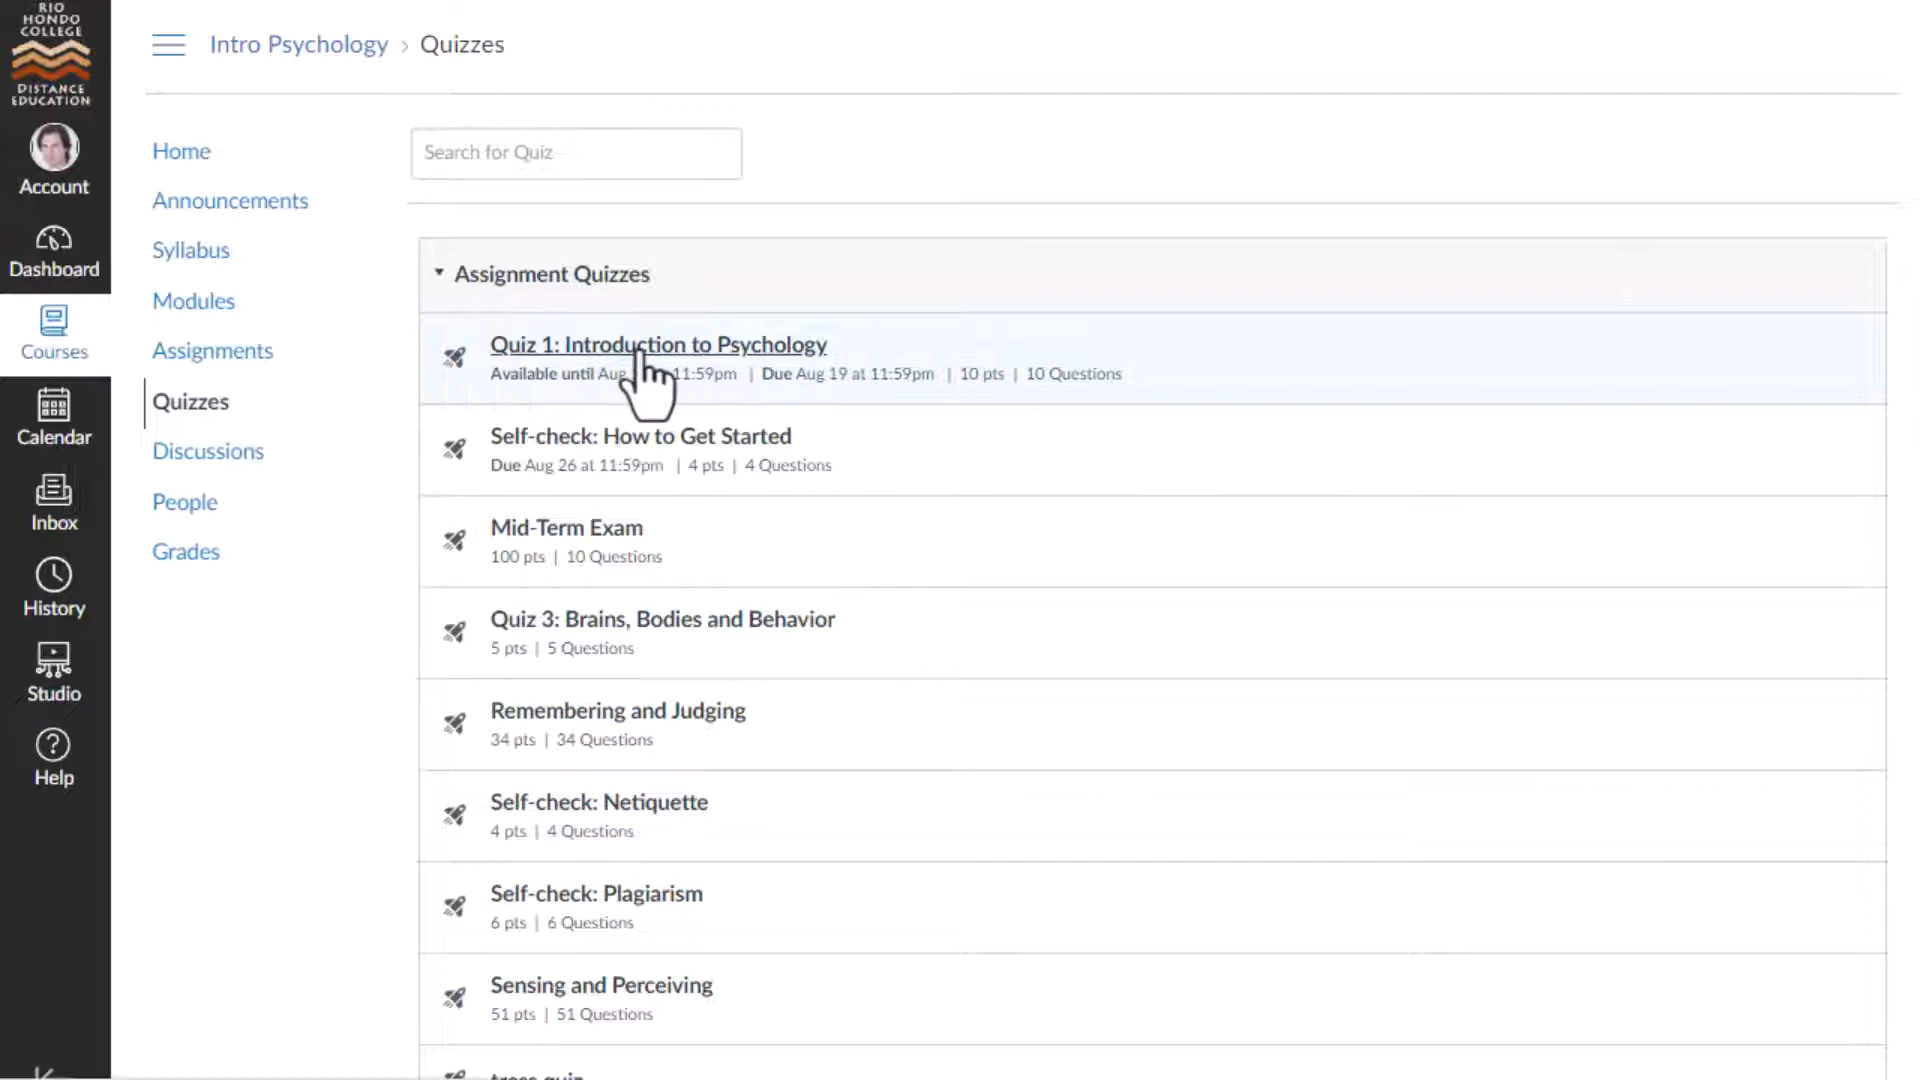 RIO
HONDO
COLLEGE
DISTANCE
EDUCATION
Account
Dashboard
Courses
Calendar
Inbox
History
Studio
Help
Intro Psychology › Quizzes
Home
Announcements
Syllabus
Modules
Assignments
Quizzes
Discussions
People
Grades
Search for Quiz
Assignment Quizzes
Quiz 1: Introduction to Psychology
Available until Aug 11:59pm | Due Aug 19 at 11:59pm | 10 pts | 10 Questions
Self-check: How to Get Started
Due Aug 26 at 11:59pm | 4 pts | 4 Questions
Mid-Term Exam
100 pts | 10 Questions
Quiz 3: Brains, Bodies and Behavior
5 pts | 5 Questions
Remembering and Judging
34 pts | 34 Questions
Self-check: Netiquette
4 pts | 4 Questions
Self-check: Plagiarism
6 pts | 6 Questions
Sensing and Perceiving
51 pts | 51 Questions